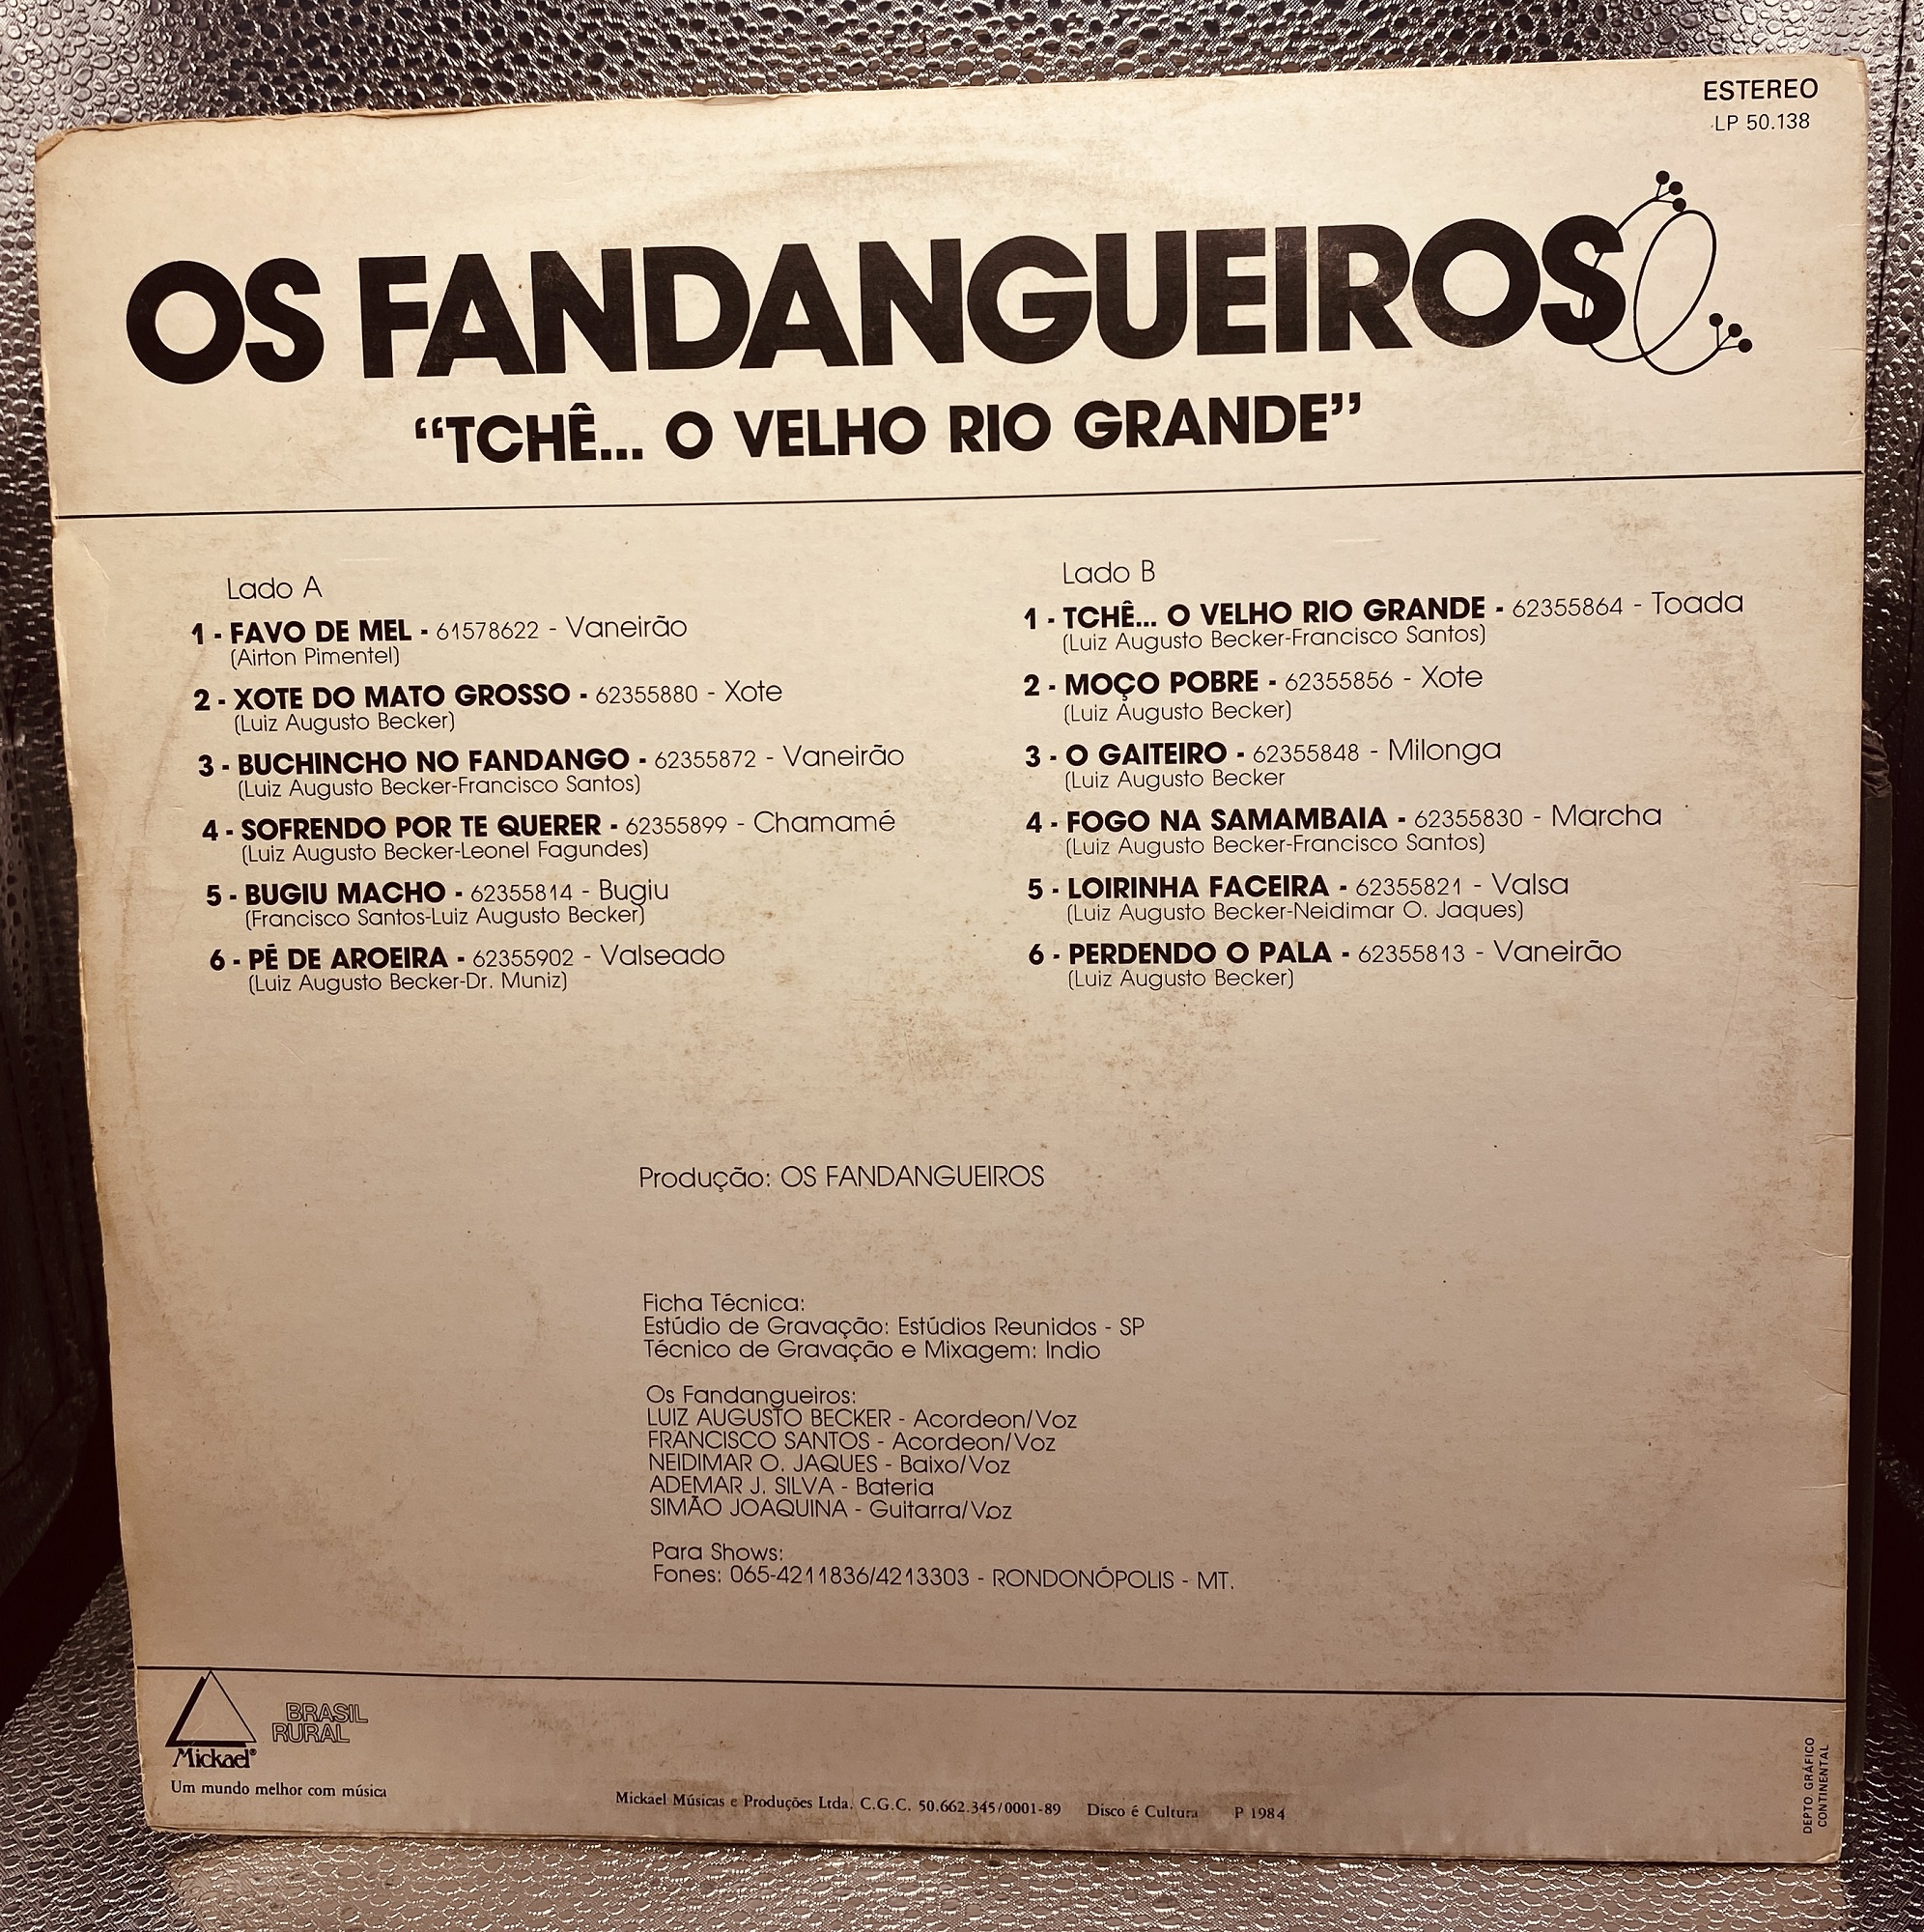 ESTEREO
LP 50.138
OS FANDANGUEIROS
“TCHÊ... O VELHO RIO GRANDE”
Lado A
1 - FAVO DE MEL - 61578622 - Vaneirão
(Airton Pimentel)
2 - XOTE DO MATO GROSSO - 62355880 - Xote
(Luiz Augusto Becker)
3 - BUCHINCHO NO FANDANGO - 62355872 - Vaneirão
(Luiz Augusto Becker-Francisco Santos)
4 - SOFRENDO POR TE QUERER - 62355899 - Chamamé
(Luiz Augusto Becker-Leonel Fagundes)
5 - BUGIU MACHO - 62355814 - Bugiu
(Francisco Santos-Luiz Augusto Becker)
6 - PÉ DE AROEIRA - 62355902 - Valseado
(Luiz Augusto Becker-Dr. Muniz)
Lado B
1 - TCHÊ... O VELHO RIO GRANDE - 62355864 - Toada
(Luiz Augusto Becker-Francisco Santos)
2 - MOÇO POBRE - 62355856 - Xote
(Luiz Augusto Becker)
3 - O GAITEIRO - 62355848 - Milonga
(Luiz Augusto Becker
4 - FOGO NA SAMAMBAIA - 62355830 - Marcha
(Luiz Augusto Becker-Francisco Santos)
5 - LOIRINHA FACEIRA - 62355821 - Valsa
(Luiz Augusto Becker-Neidimar O. Jaques)
6 - PERDENDO O PALA - 62355813 - Vaneirão
(Luiz Augusto Becker)
Produção: OS FANDANGUEIROS
Ficha Técnica:
Estúdio de Gravação: Estúdios Reunidos - SP
Técnico de Gravação e Mixagem: Indio
Os Fandangueiros:
LUIZ AUGUSTO BECKER - Acordeon/Voz
FRANCISCO SANTOS - Acordeon/Voz
NEIDIMAR O. JAQUES - Baixo/Voz
ADEMAR J. SILVA - Bateria
SIMÃO JOAQUINA - Guitarra/Voz
Para Shows:
Fones: 065-4211836/4213303 - RONDONÓPOLIS - MT.
Mickael®
BRASIL
RURAL
Um mundo melhor com música
Mickael Músicas e Produções Ltda. C.G.C. 50.662.345/0001-89 Disco é Cultura P 1984
DEPTO. GRÁFICO
CONTINENTAL